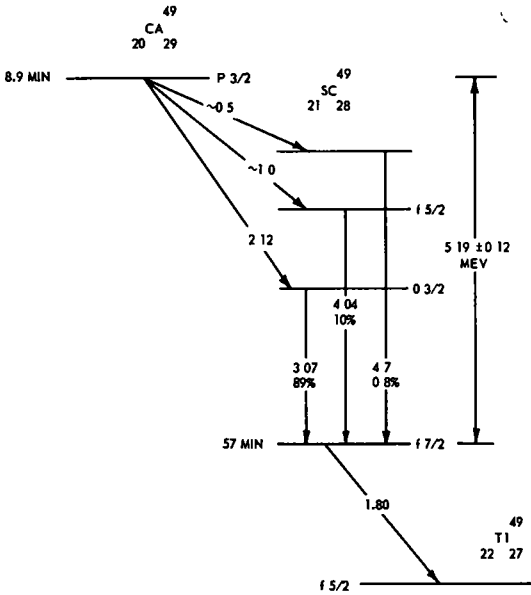 49
CA
20 29
8.9 MIN
P 3/2
49
SC
21 28
~0 5
~1 0
f 5/2
2 12
5 19 ± 0 12
MEV
0 3/2
4 04
10%
3 07
89%
4 7
0 8%
57 MIN
f 7/2
1.80
49
T1
22 27
f 5/2